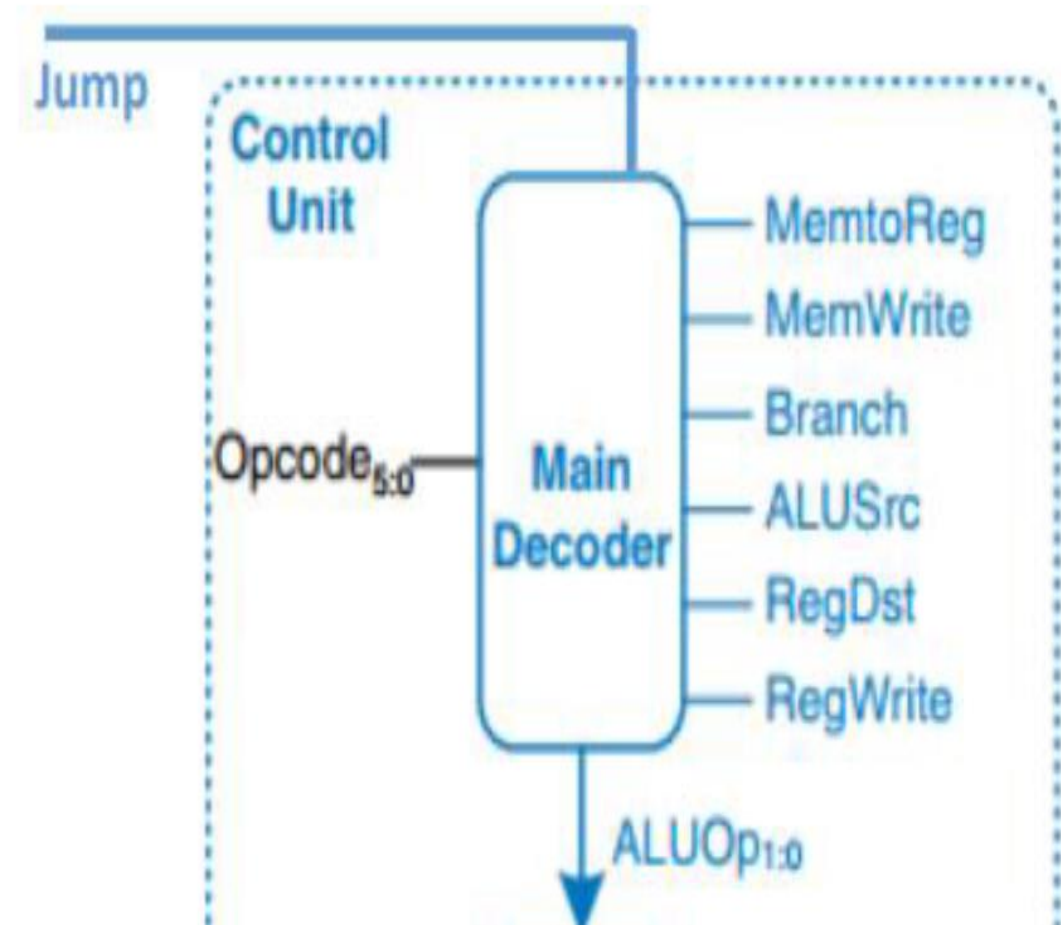 Jump
Control
Unit
MemtoReg
MemWrite
Branch
Opcode5:0
Main
Decoder
ALUSrc
RegDst
RegWrite
ALUOp1:0